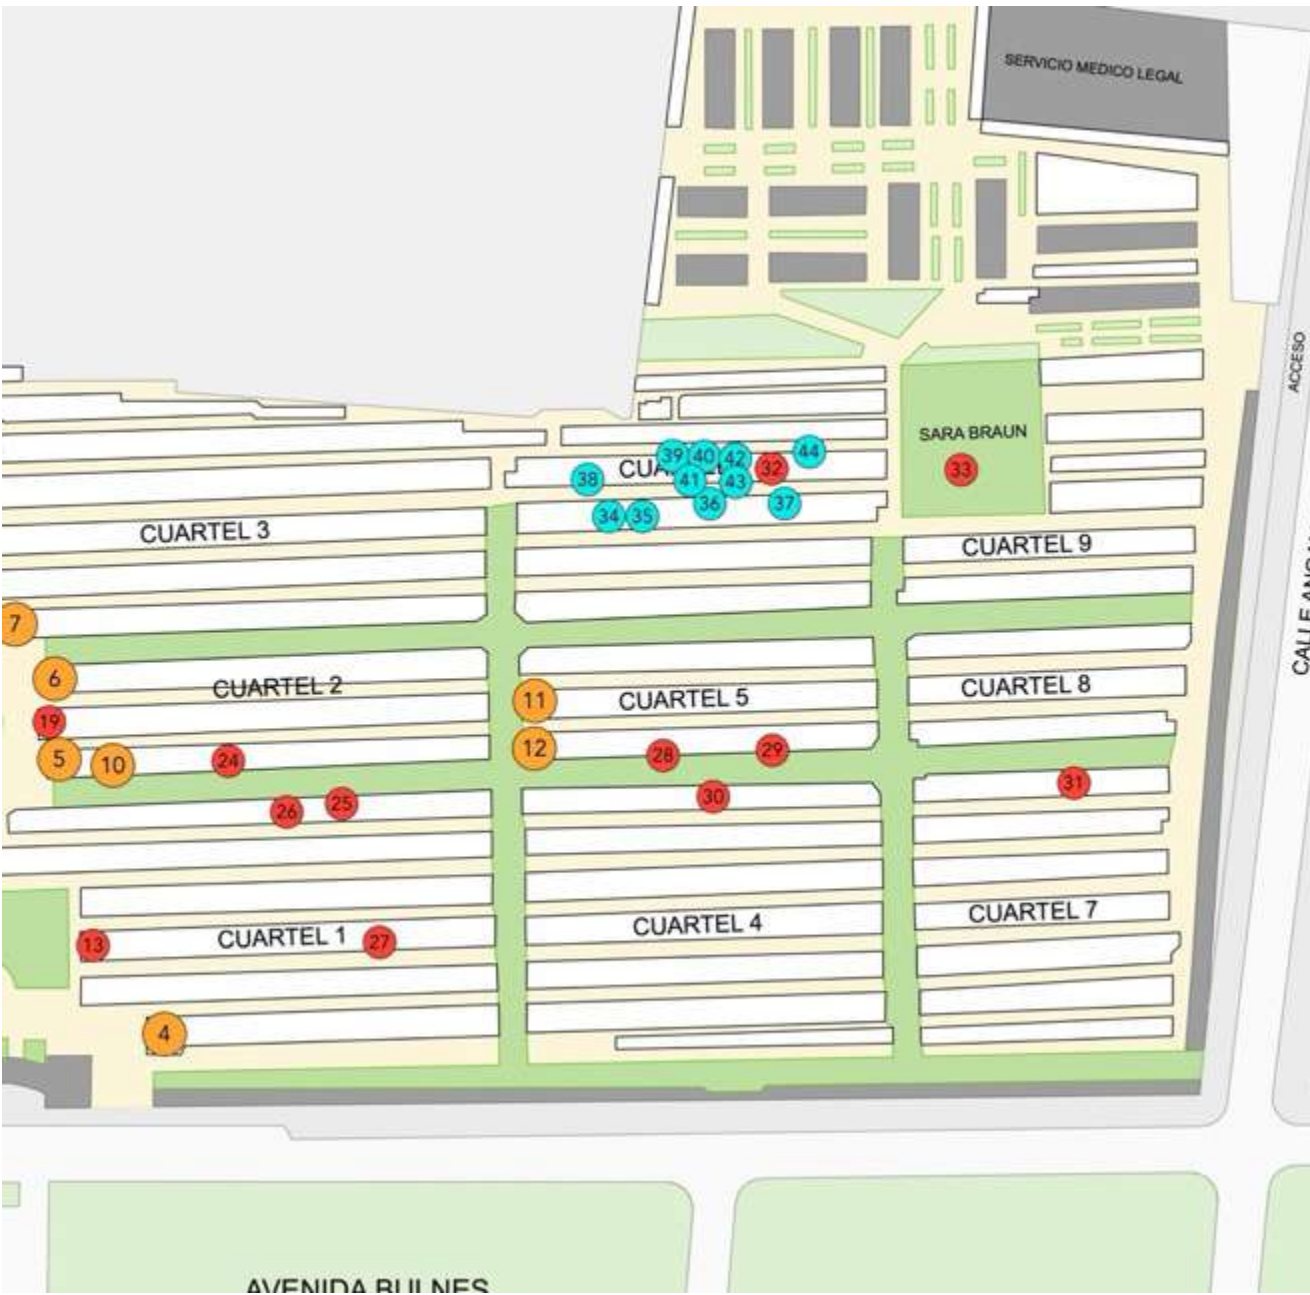 SERVICIO MEDICO LEGAL
ACCESO
SARA BRAUN
39
40
42
44
32
33
38
41
43
36
37
34
35
CUARTEL 3
CUARTEL 9
7
6
CUARTEL 2
11
CUARTEL 5
CUARTEL 8
19
5
10
24
12
28
29
26
25
30
31
13
CUARTEL 1
27
CUARTEL 4
CUARTEL 7
4
AVENIDA BULNES